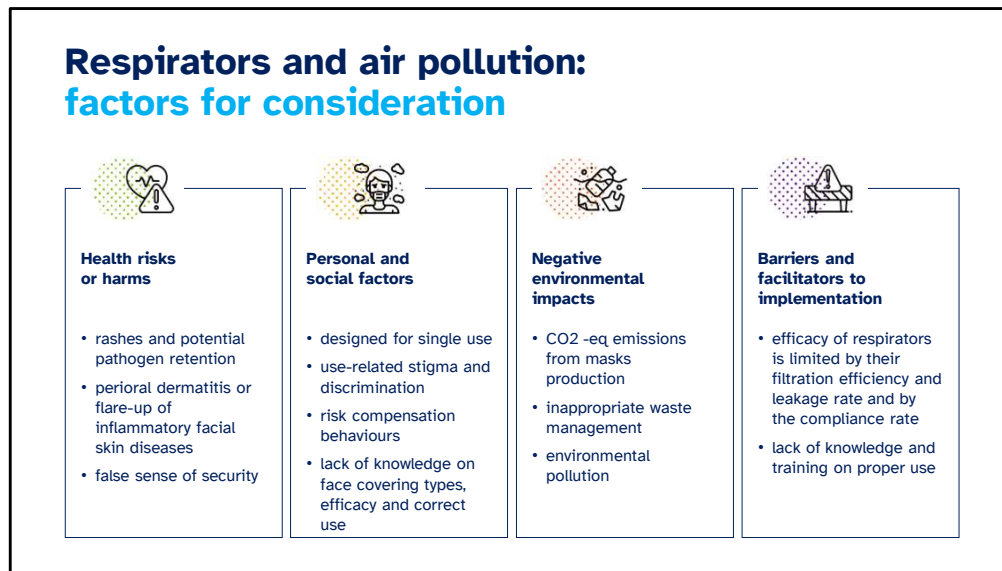 Respirators and air pollution:
factors for consideration
Health risks
or harms
• rashes and potential
pathogen retention
• perioral dermatitis or
flare-up of
inflammatory facial
skin diseases
• false sense of security
Personal and
social factors
• designed for single use
• use-related stigma and
discrimination
• risk compensation
behaviours
• lack of knowledge on
face covering types,
efficacy and correct
use
Negative
environmental
impacts
• CO2 -eq emissions
from masks
production
• inappropriate waste
management
• environmental
pollution
Barriers and
facilitators to
implementation
• efficacy of respirators
is limited by their
filtration efficiency and
leakage rate and by
the compliance rate
• lack of knowledge and
training on proper use